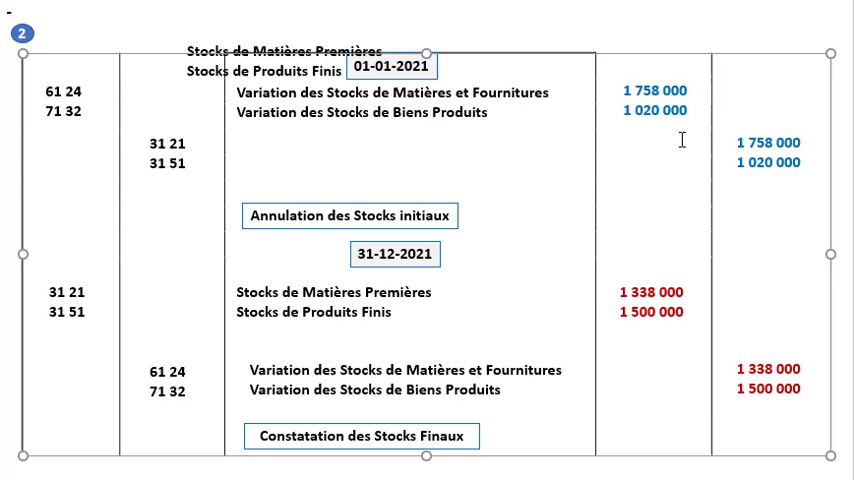 -
2
Stocks de Matières Premières
Stocks de Produits Finis 01-01-2021
61 24 Variation des Stocks de Matières et Fournitures 1 758 000
71 32 Variation des Stocks de Biens Produits 1 020 000
31 21 1 758 000
31 51 1 020 000
Annulation des Stocks initiaux
31-12-2021
31 21 Stocks de Matières Premières 1 338 000
31 51 Stocks de Produits Finis 1 500 000
61 24 Variation des Stocks de Matières et Fournitures 1 338 000
71 32 Variation des Stocks de Biens Produits 1 500 000
Constatation des Stocks Finaux